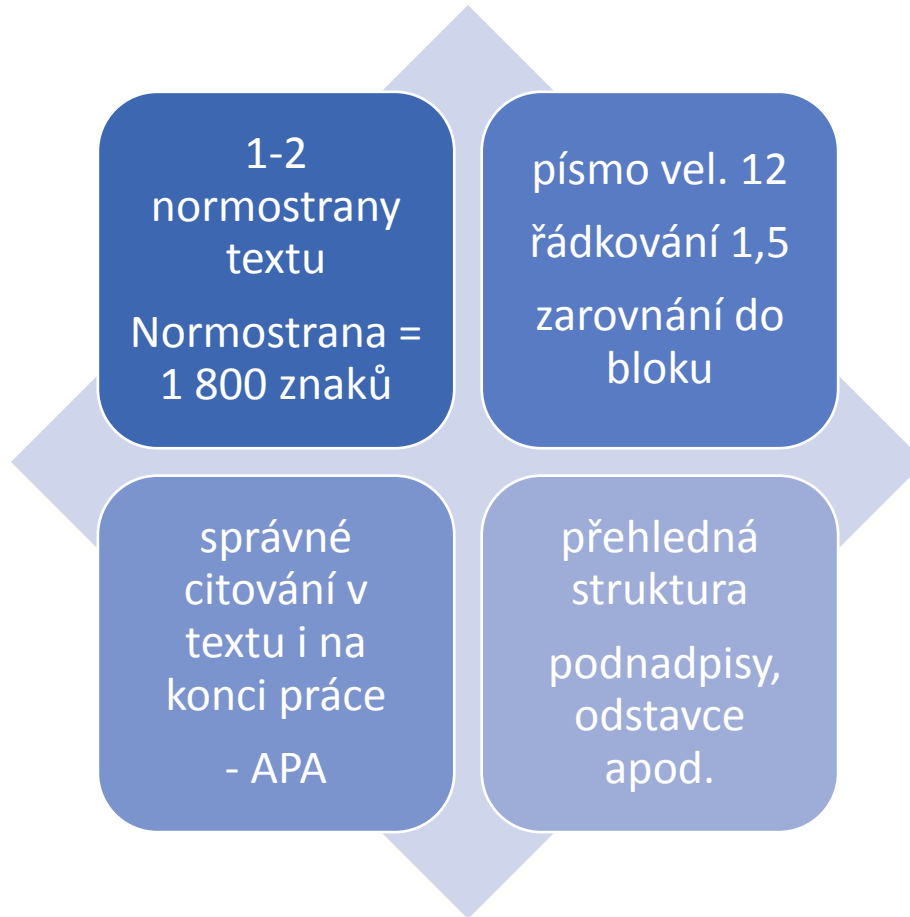 1-2
normostrany
textu
Normostrana =
1 800 znaků
písmo vel. 12
řádkování 1,5
zarovnání do
bloku
správné
citování v
textu i na
konci práce
- APA
přehledná
struktura
podnadpisy,
odstavce
apod.